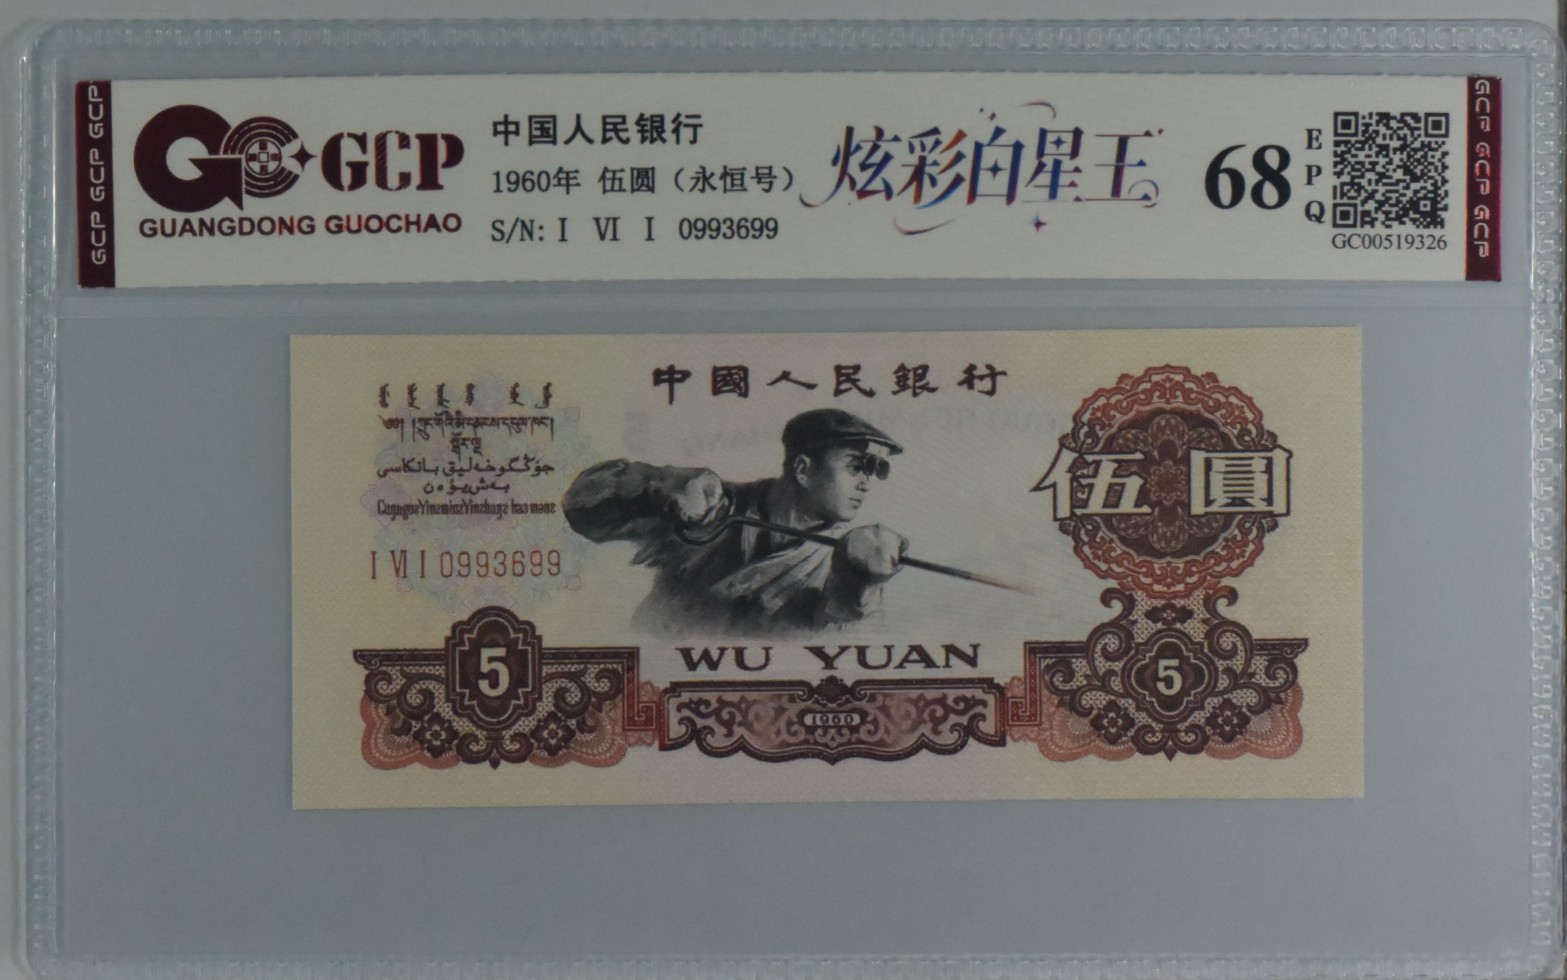 GCP GCP GCP
GCP
GUANGDONG GUOCHAO
中国人民银行
1960年 伍圆（永恒号）
S/N: I VI I 0993699
炫彩白星王
68
EPQ
GC00519326
GCP GCP GCP
中國人民銀行
伍圓
I VI I 0993699
5
WU YUAN
1960
5